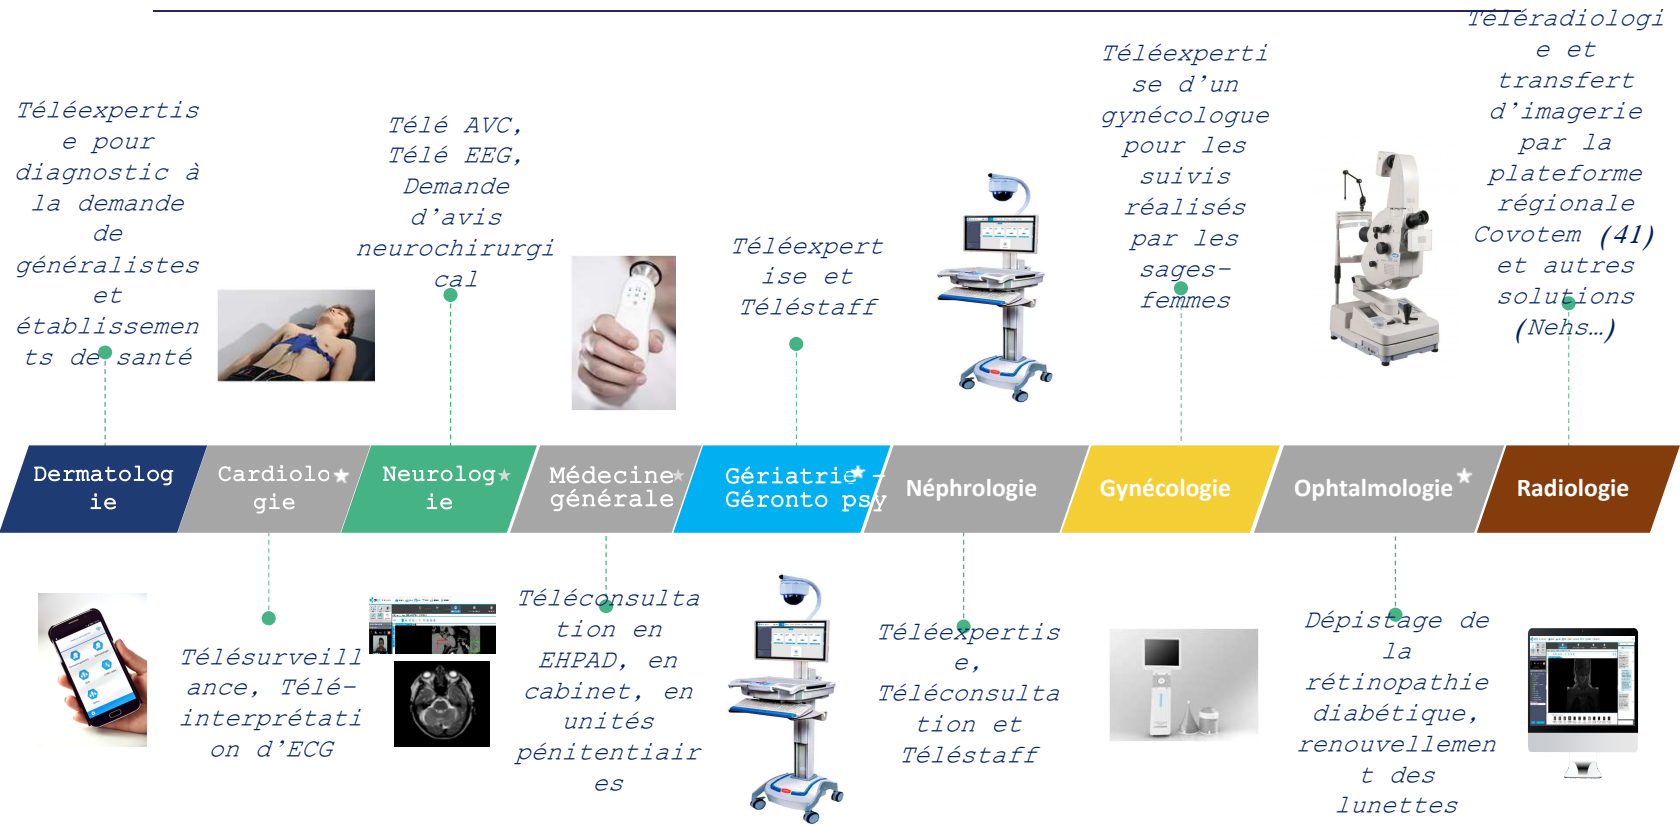 Téléexpertis
e pour
diagnostic à
la demande
de
généralistes
et
établissemen
ts de santé
Télé AVC,
Télé EEG,
Demande
d’avis
neurochirurgi
cal
Téléexpert
ise et
Téléstaff
Téléexperti
se d’un
gynécologue
pour les
suivis
réalisés
par les
sages-
femmes
Téléradiologi
e et
transfert
d’imagerie
par la
plateforme
régionale
Covotem (41)
et autres
solutions
(Nehs…)
Dermatolog
ie
Cardiolo
gie
Neurolog
ie
Médecine
générale
Gériatrie -
Géronto psy
Néphrologie
Gynécologie
Ophtalmologie
Radiologie
Télésurveill
ance, Télé-
interprétati
on d’ECG
Téléconsulta
tion en
EHPAD, en
cabinet, en
unités
pénitentiair
es
Téléexpertis
e,
Téléconsulta
tion et
Téléstaff
Dépistage de
la
rétinopathie
diabétique,
renouvellemen
t des
lunettes